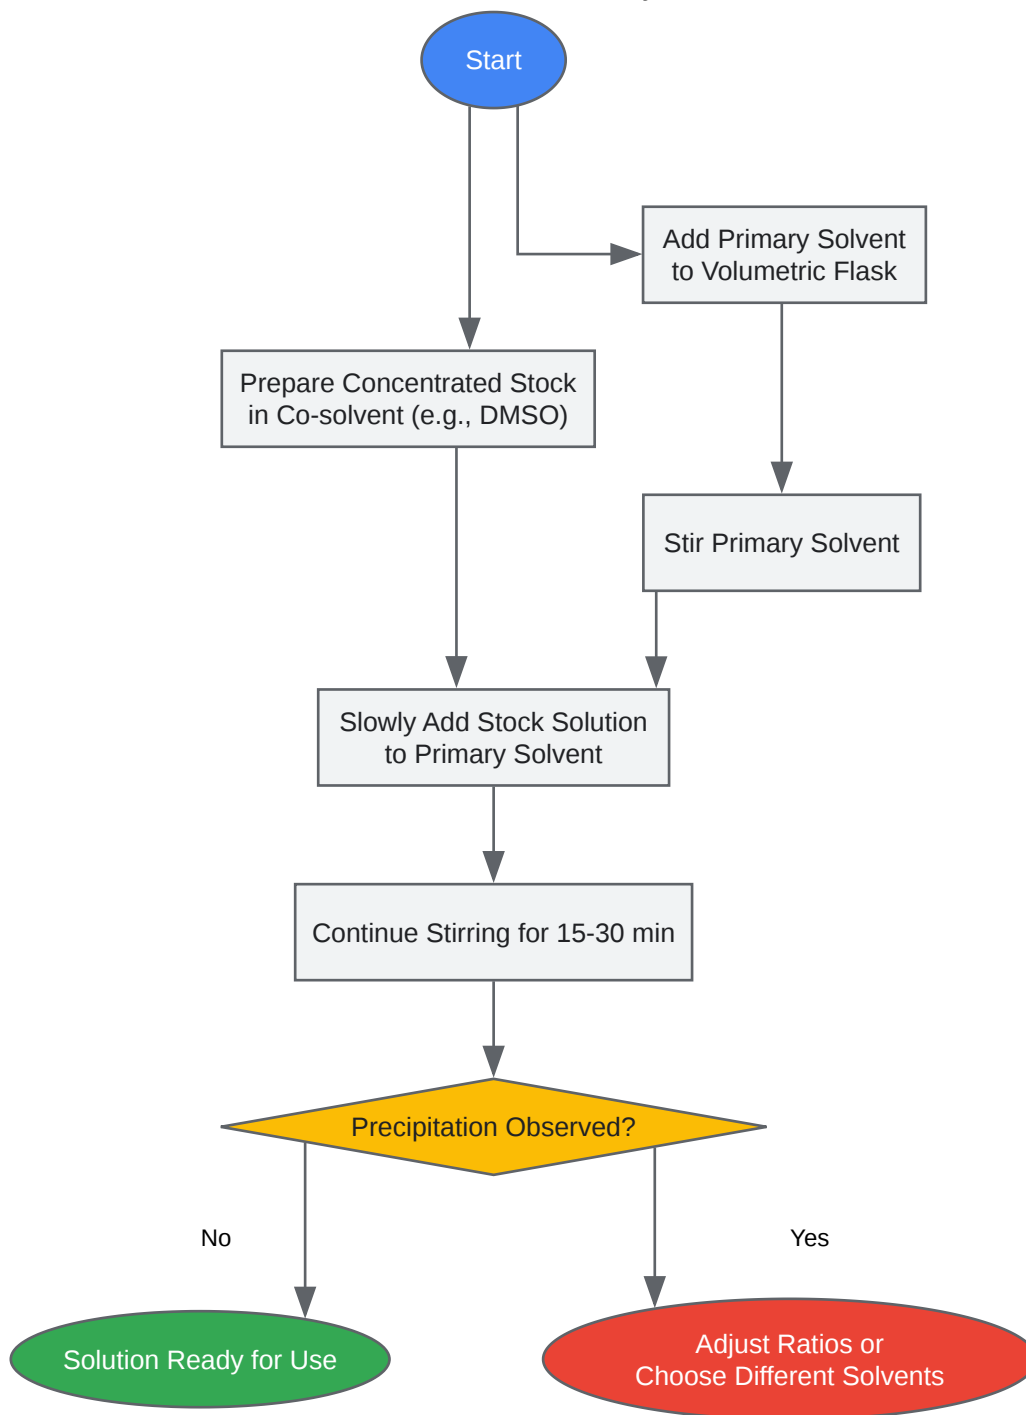 Start
Add Primary Solvent
to Volumetric Flask
Prepare Concentrated Stock
in Co-solvent (e.g., DMSO)
Stir Primary Solvent
Slowly Add Stock Solution
to Primary Solvent
Continue Stirring for 15-30 min
Precipitation Observed?
No
Yes
Solution Ready for Use
Adjust Ratios or
Choose Different Solvents